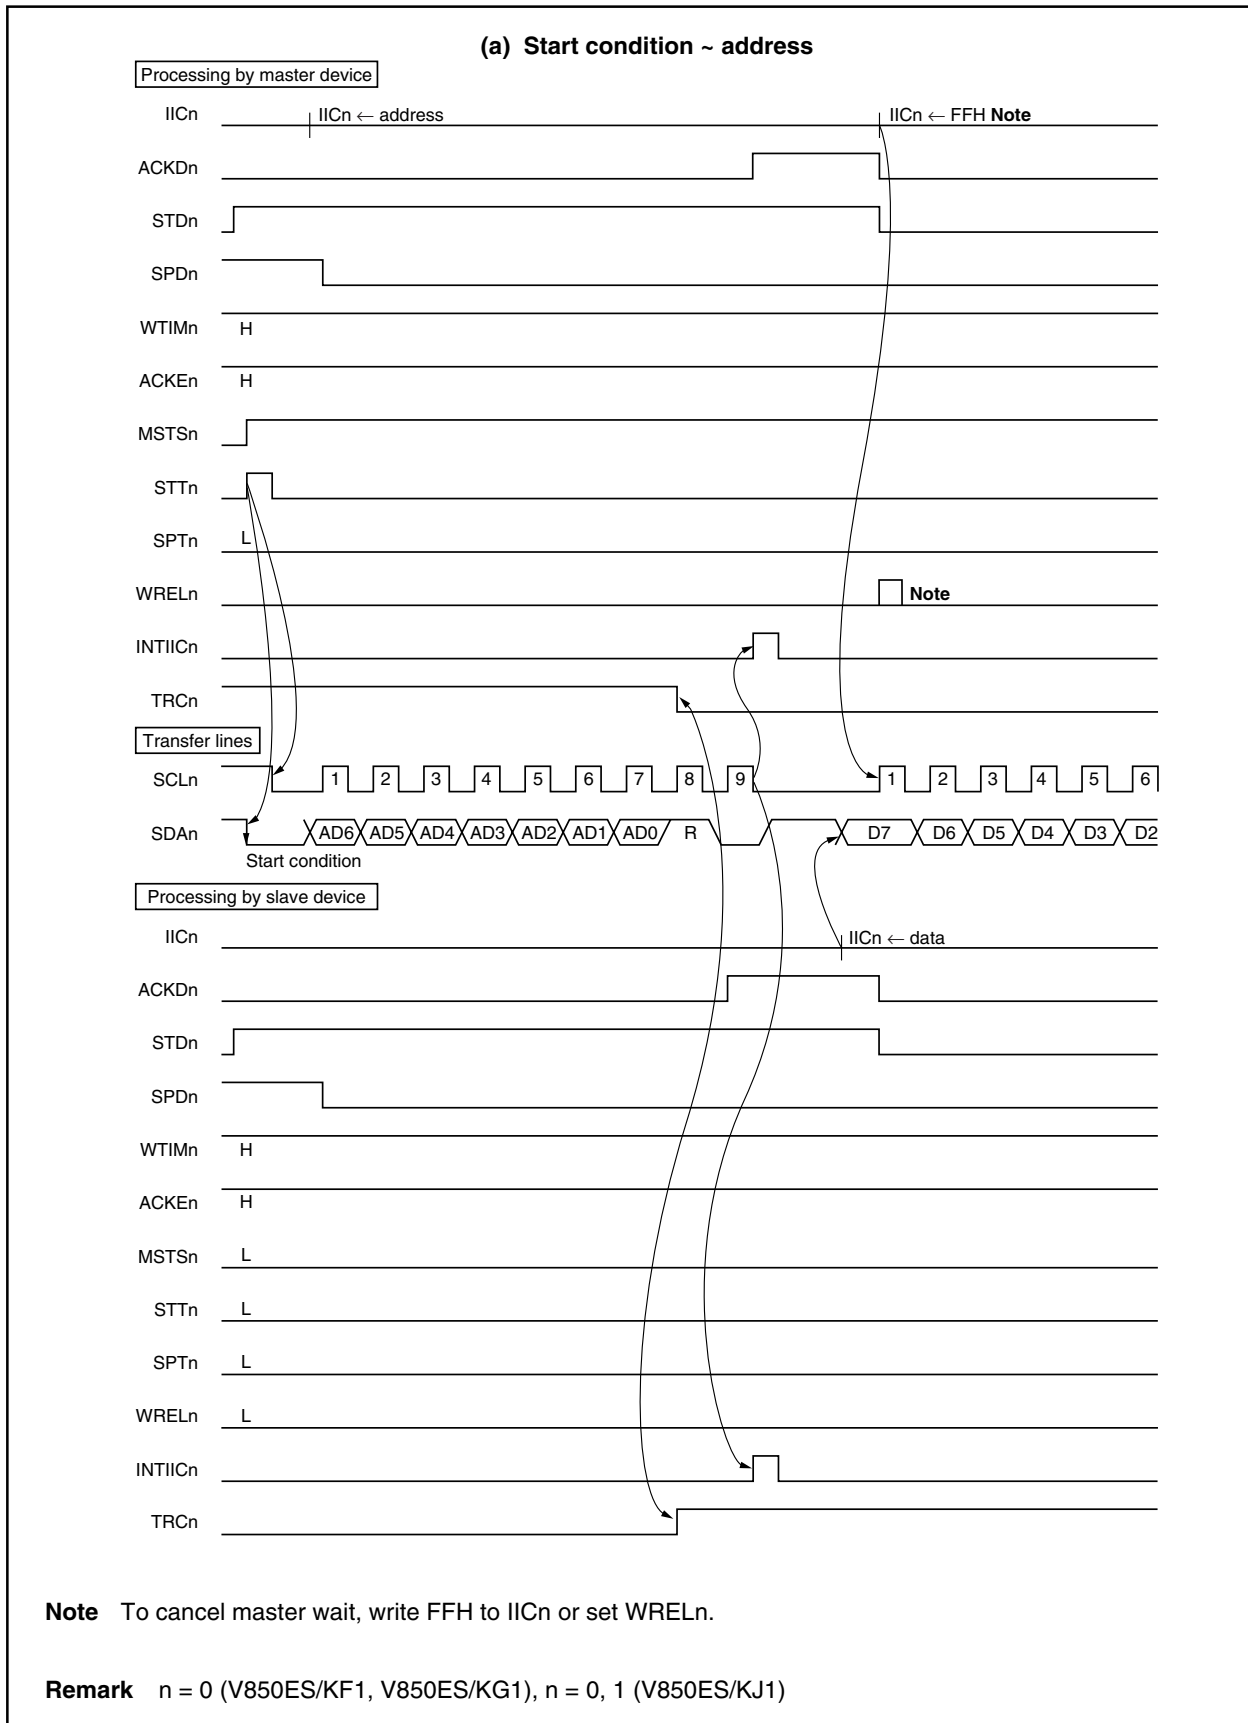 (a) Start condition ~ address
Processing by master device
IICn IICn ← address IICn ← FFH Note
ACKDn
STDn
SPDn
WTIMn H
ACKEn H
MSTSn
STTn
SPTn L
WRELn Note
INTIICn
TRCn
Transfer lines
SCLn 1 2 3 4 5 6 7 8 9 1 2 3 4 5 6
SDAn AD6 AD5 AD4 AD3 AD2 AD1 AD0 R D7 D6 D5 D4 D3 D2
Start condition
Processing by slave device
IICn IICn ← data
ACKDn
STDn
SPDn
WTIMn H
ACKEn H
MSTSn L
STTn L
SPTn L
WRELn L
INTIICn
TRCn
Note To cancel master wait, write FFH to IICn or set WRELn.
Remark n = 0 (V850ES/KF1, V850ES/KG1), n = 0, 1 (V850ES/KJ1)